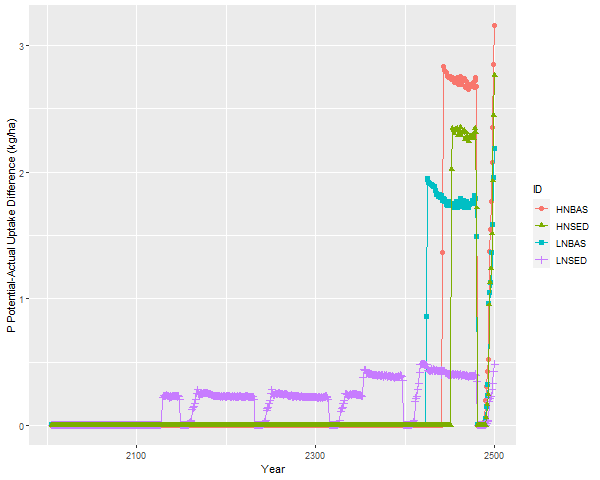 P Potential-Actual Uptake Difference (kg/ha)
3
2
1
0
2100
2300
2500
Year
ID
HNBAS
HNSED
LNBAS
LNSED